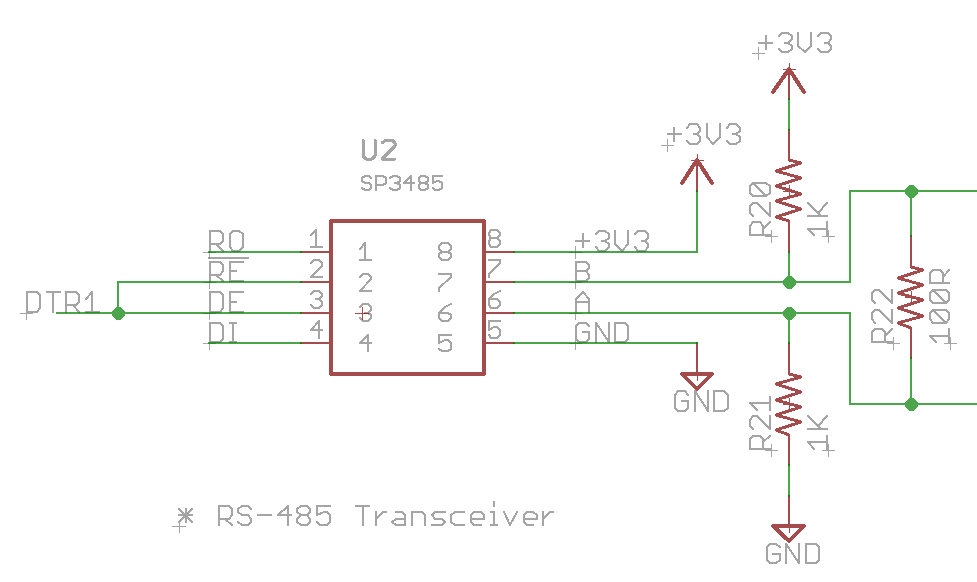 +3V3
+3V3
U2
SP3485
R20
1K
RO
1
1
8
8
+3V3
RE
2
2
7
7
B
DTR1
DE
3
3
6
6
A
DI
4
4
5
5
GND
R22
100R
GND
R21
1K
* RS-485 Transceiver
GND